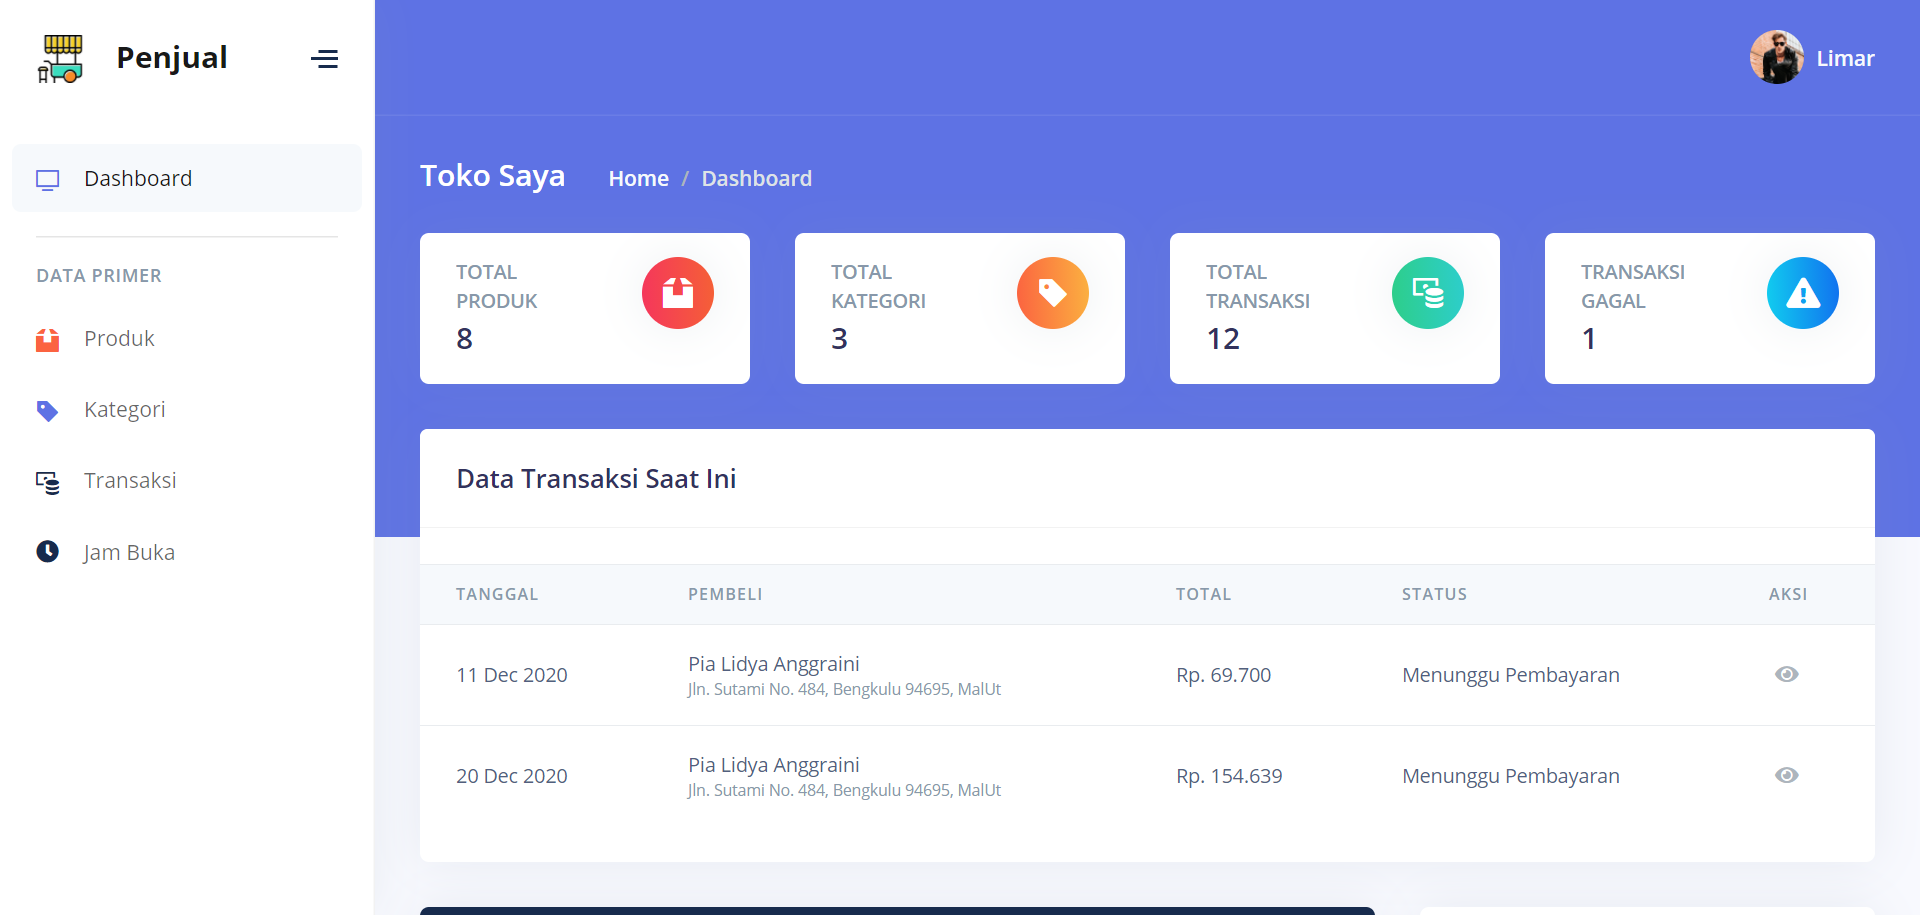 Penjual
Limar
Dashboard
DATA PRIMER
Produk
Kategori
Transaksi
Jam Buka
Toko Saya
Home / Dashboard
TOTAL
PRODUK
8
TOTAL
KATEGORI
3
TOTAL
TRANSAKSI
12
TRANSAKSI
GAGAL
1
Data Transaksi Saat Ini
TANGGAL PEMBELI TOTAL STATUS AKSI
11 Dec 2020 Pia Lidya Anggraini Rp. 69.700 Menunggu Pembayaran
Jln. Sutami No. 484, Bengkulu 94695, MalUt
20 Dec 2020 Pia Lidya Anggraini Rp. 154.639 Menunggu Pembayaran
Jln. Sutami No. 484, Bengkulu 94695, MalUt